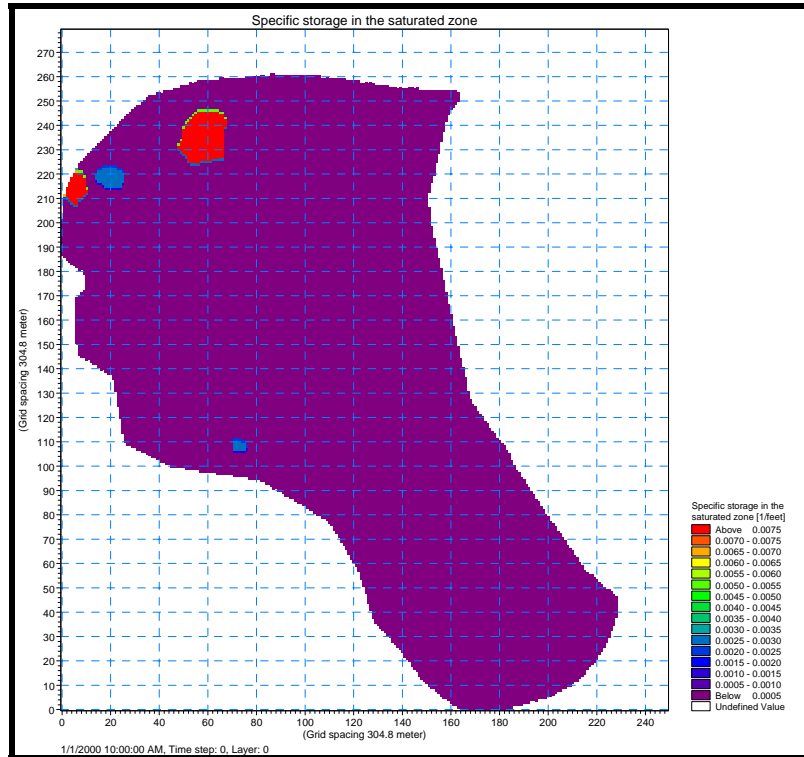 Specific storage in the saturated zone
270
260
250
240
230
220
210
200
190
180
170
160
150
140
130
120
110
100
90
80
70
60
50
40
30
20
10
0
(Grid spacing 304.8 meter)
0 20 40 60 80 100 120 140 160 180 200 220 240
(Grid spacing 304.8 meter)
1/1/2000 10:00:00 AM, Time step: 0, Layer: 0
Specific storage in the
saturated zone [1/feet]
Above 0.0075
0.0070 - 0.0075
0.0065 - 0.0070
0.0060 - 0.0065
0.0055 - 0.0060
0.0050 - 0.0055
0.0045 - 0.0050
0.0040 - 0.0045
0.0035 - 0.0040
0.0030 - 0.0035
0.0025 - 0.0030
0.0020 - 0.0025
0.0015 - 0.0020
0.0010 - 0.0015
0.0005 - 0.0010
Below 0.0005
Undefined Value